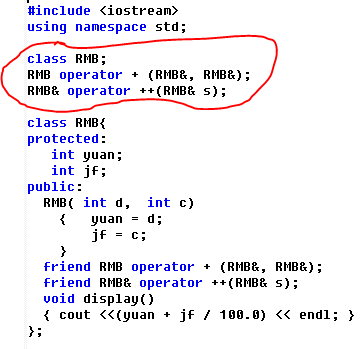 #include <iostream>
using namespace std;
class RMB;
RMB operator + (RMB&, RMB&);
RMB& operator ++(RMB& s);
class RMB{
protected:
int yuan;
int jf;
public:
RMB( int d, int c)
{ yuan = d;
jf = c;
}
friend RMB operator + (RMB&, RMB&);
friend RMB& operator ++(RMB& s);
void display()
{ cout <<(yuan + jf / 100.0) << endl; }
};